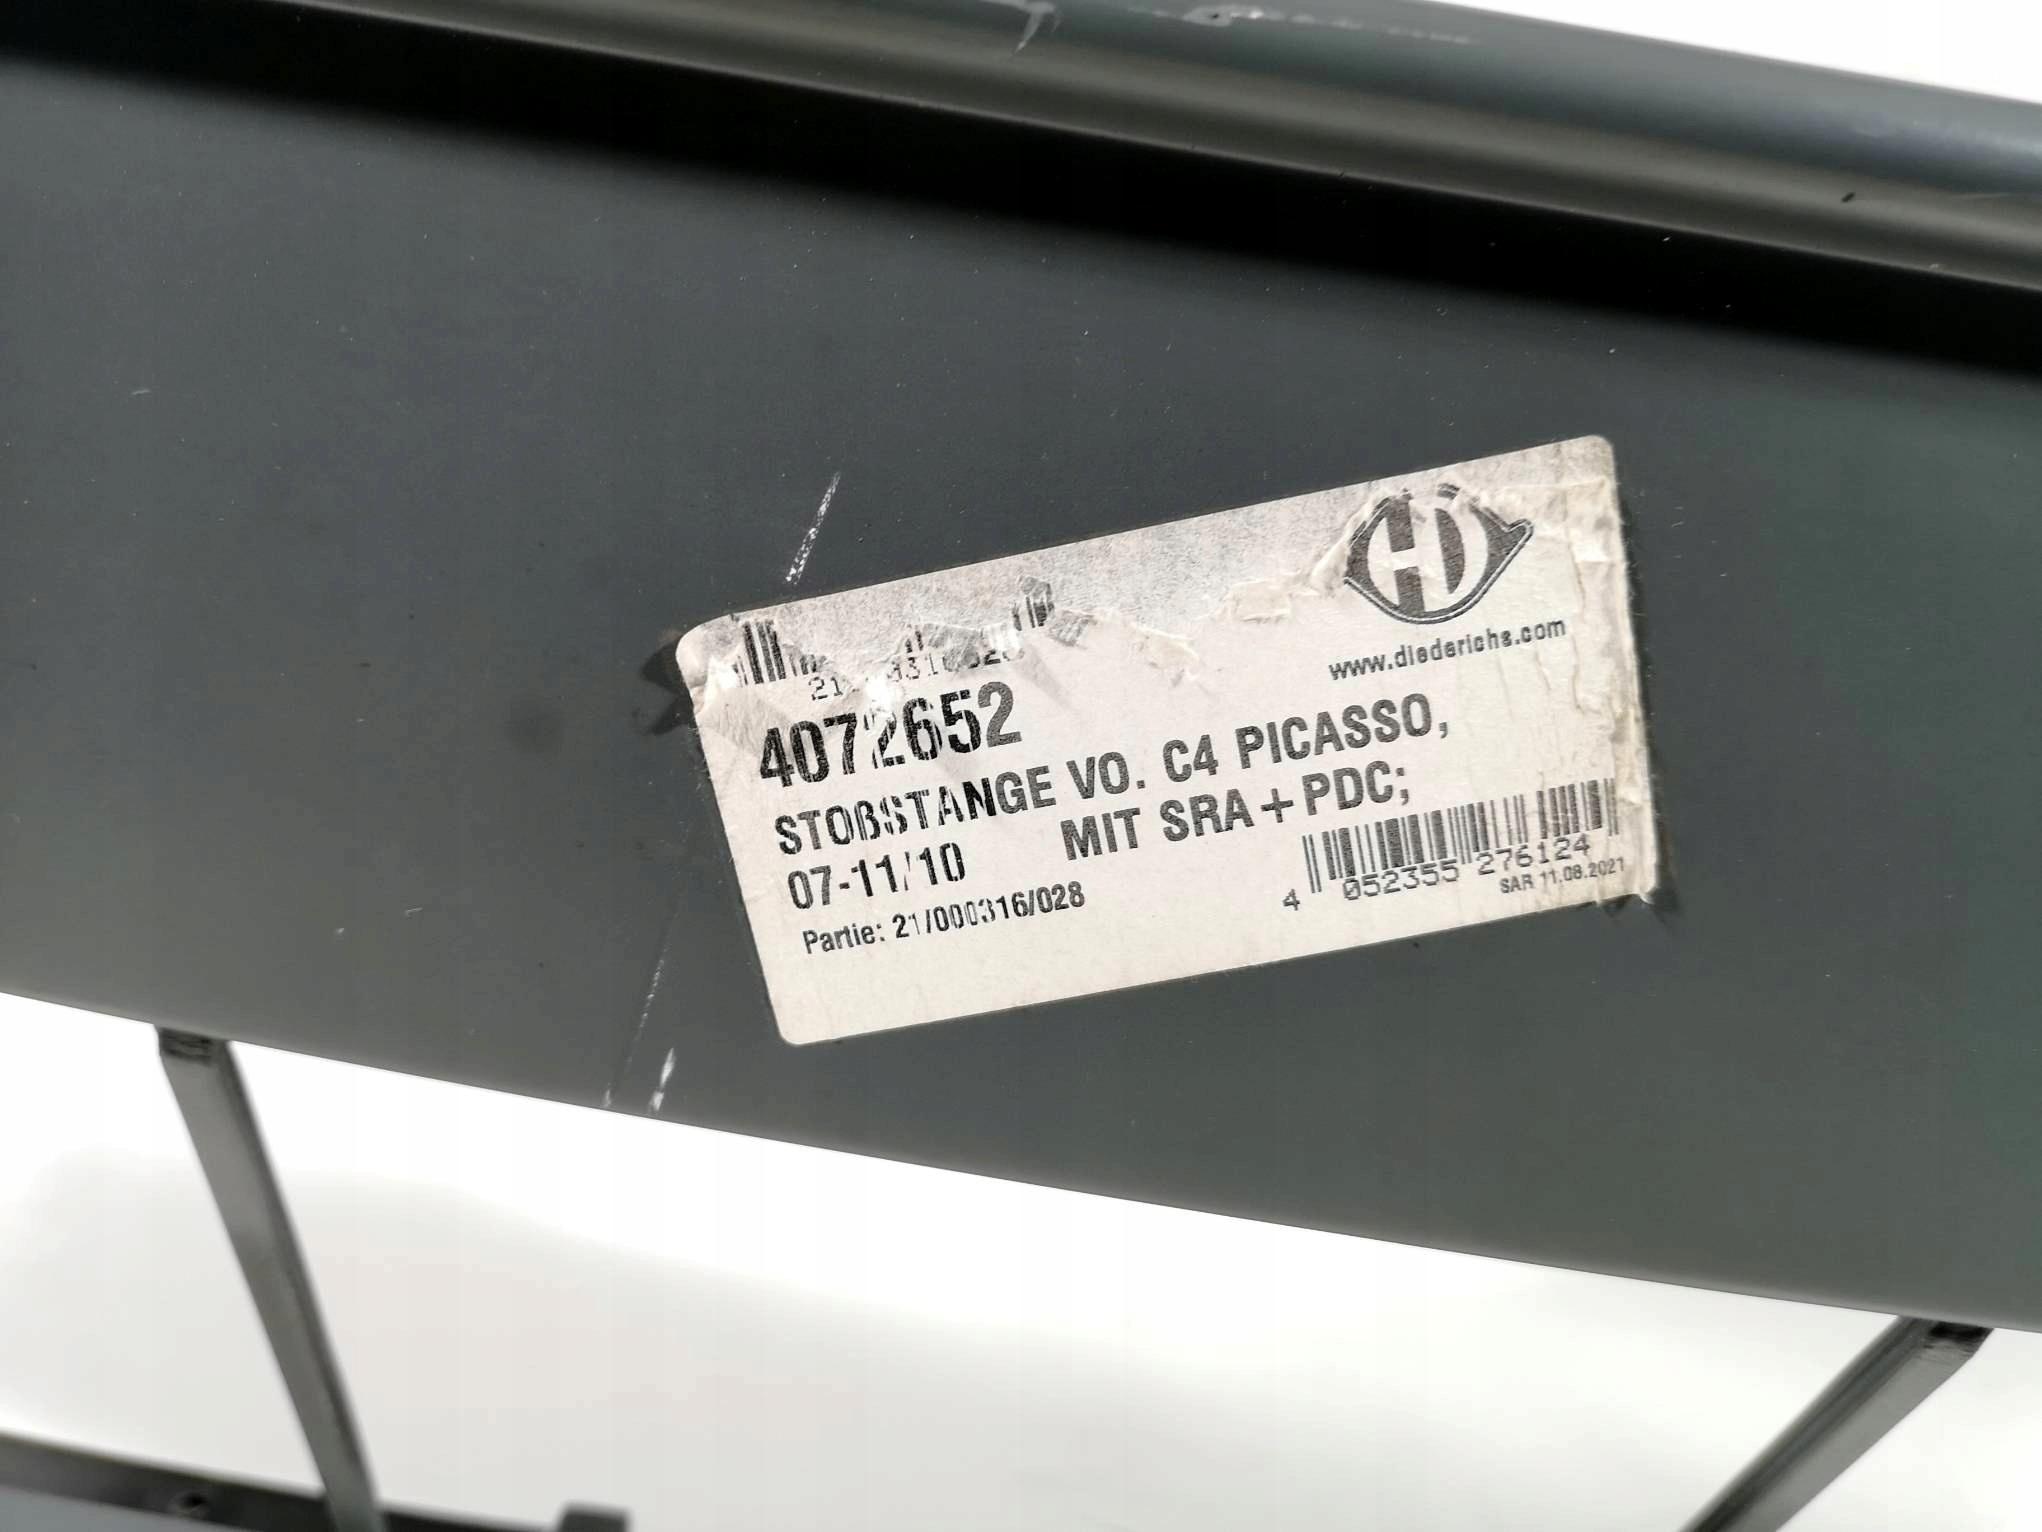 www.diederichs.com
4072652
STOßSTANGE VO. C4 PICASSO,
07-11/10 MIT SRA+PDC;
Partie: 21/000316/028
4 052355 276124
SAR 11.08.2021